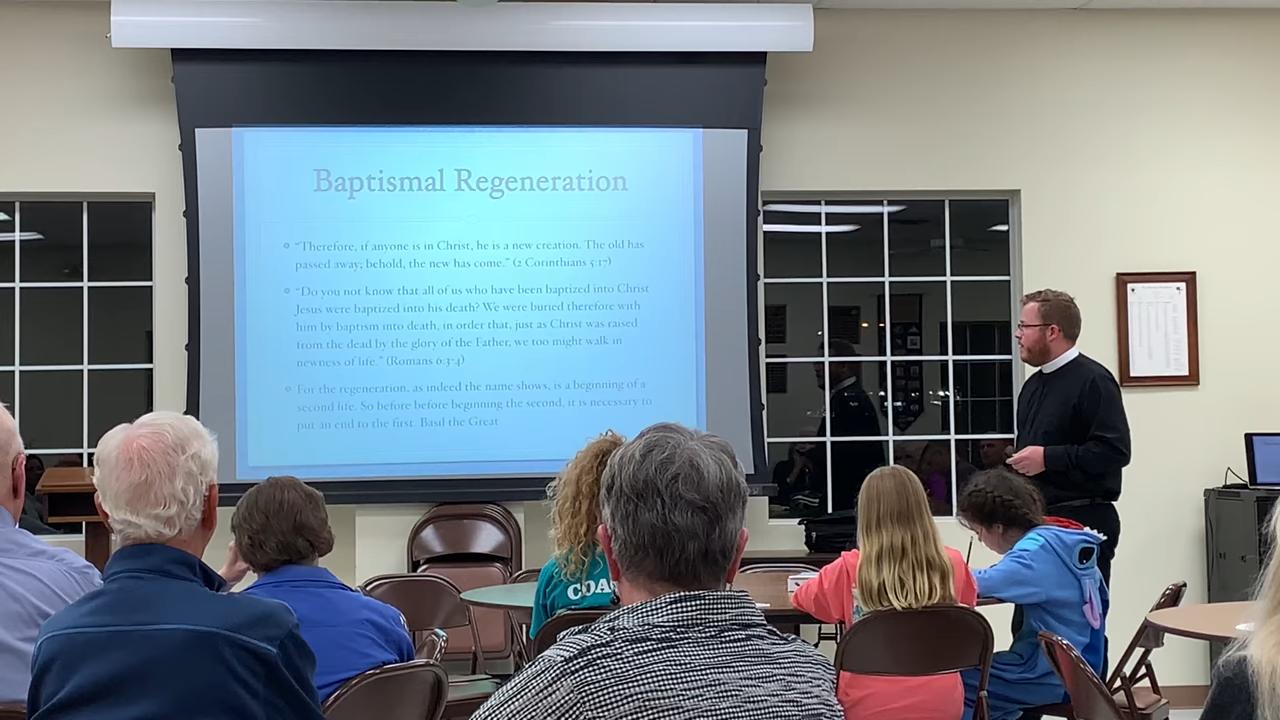 Baptismal Regeneration
"Therefore, if anyone is in Christ, he is a new creation. The old has
passed away; behold, the new has come." (2 Corinthians 5:17)
"Do you not know that all of us who have been baptized into Christ
Jesus were baptized into his death? We were buried therefore with
him by baptism into death, in order that, just as Christ was raised
from the dead by the glory of the Father, we too might walk in
newness of life." (Romans 6:3-4)
For the regeneration, as indeed the name shows, is a beginning of a
second life. So before before beginning the second, it is necessary to
put an end to the first. Basil the Great